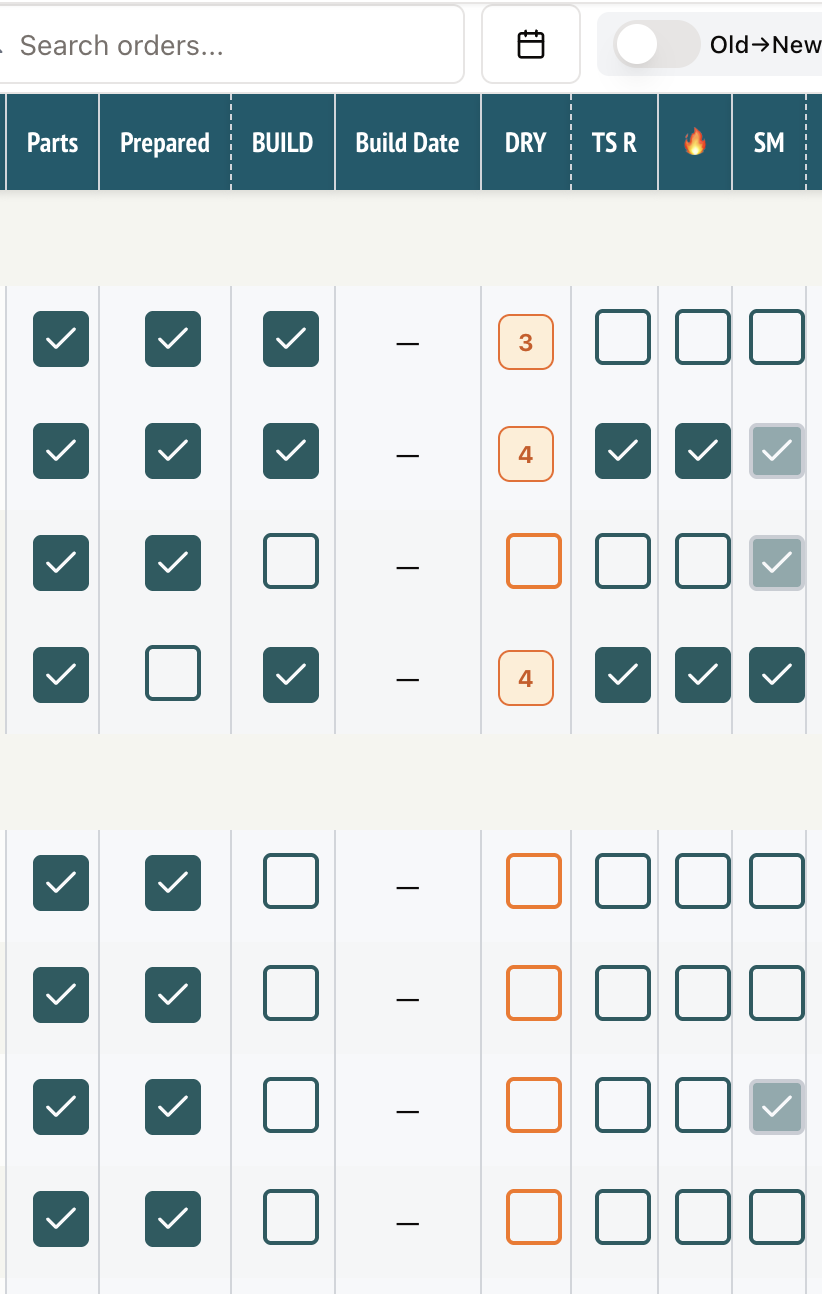 Search orders...
Old→New
Parts Prepared BUILD Build Date DRY TS R 🔥 SM
– 3
– 4
–
– 4
–
–
–
–